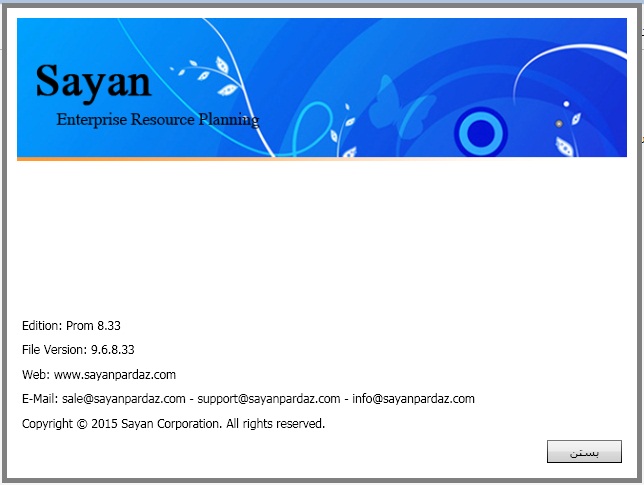 Sayan
Enterprise Resource Planning
Edition: Prom 8.33
File Version: 9.6.8.33
Web: www.sayanpardaz.com
E-Mail: sale@sayanpardaz.com - support@sayanpardaz.com - info@sayanpardaz.com
Copyright © 2015 Sayan Corporation. All rights reserved.
بستن